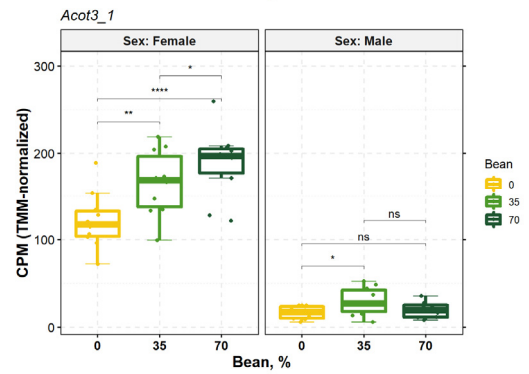 Acot3_1
Sex: Female
Sex: Male
CPM (TMM-normalized)
300
200
100
0
*
****
**
ns
ns
*
0
35
70
0
35
70
Bean, %
Bean
0
35
70